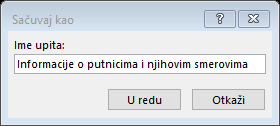 Sačuvaj kao
Ime upita:
Informacije o putnicima i njihovim smerovima
U redu
Otkaži